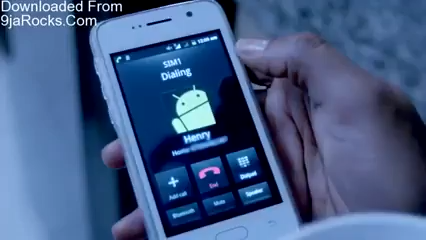 Downloaded From
9jaRocks.Com
SIM1
Dialing
Henry
Add call
End
Dialpad
Bluetooth
Mute
Speaker